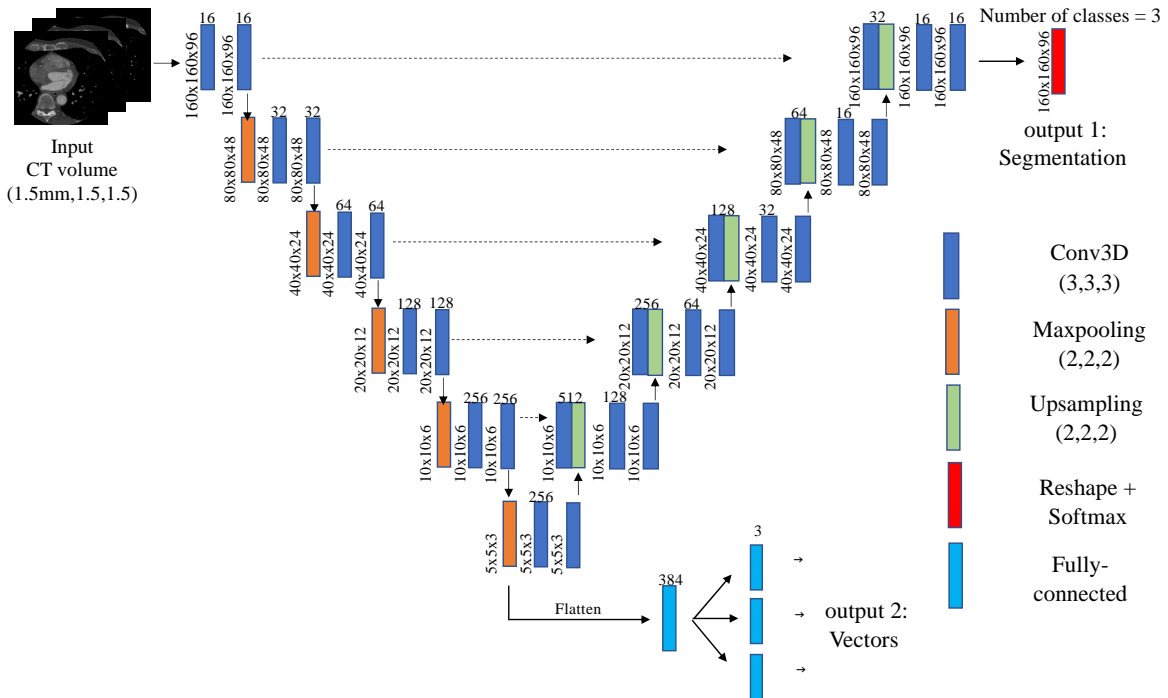 Input
CT volume
(1.5mm,1.5,1.5)
16
16
160x160x96
160x160x96
32
32
80x80x48
80x80x48
80x80x48
64
64
40x40x24
40x40x24
40x40x24
128
128
20x20x12
20x20x12
20x20x12
256
256
10x10x6
10x10x6
10x10x6
256
5x5x3
5x5x3
5x5x3
512
128
10x10x6
10x10x6
10x10x6
256
64
20x20x12
20x20x12
20x20x12
128
32
40x40x24
40x40x24
40x40x24
64
16
80x80x48
80x80x48
80x80x48
32
16
16
160x160x96
160x160x96
160x160x96
Number of classes = 3
160x160x96
output 1:
Segmentation
Flatten
384
3
output 2:
Vectors
Conv3D
(3,3,3)
Maxpooling
(2,2,2)
Upsampling
(2,2,2)
Reshape +
Softmax
Fully-
connected